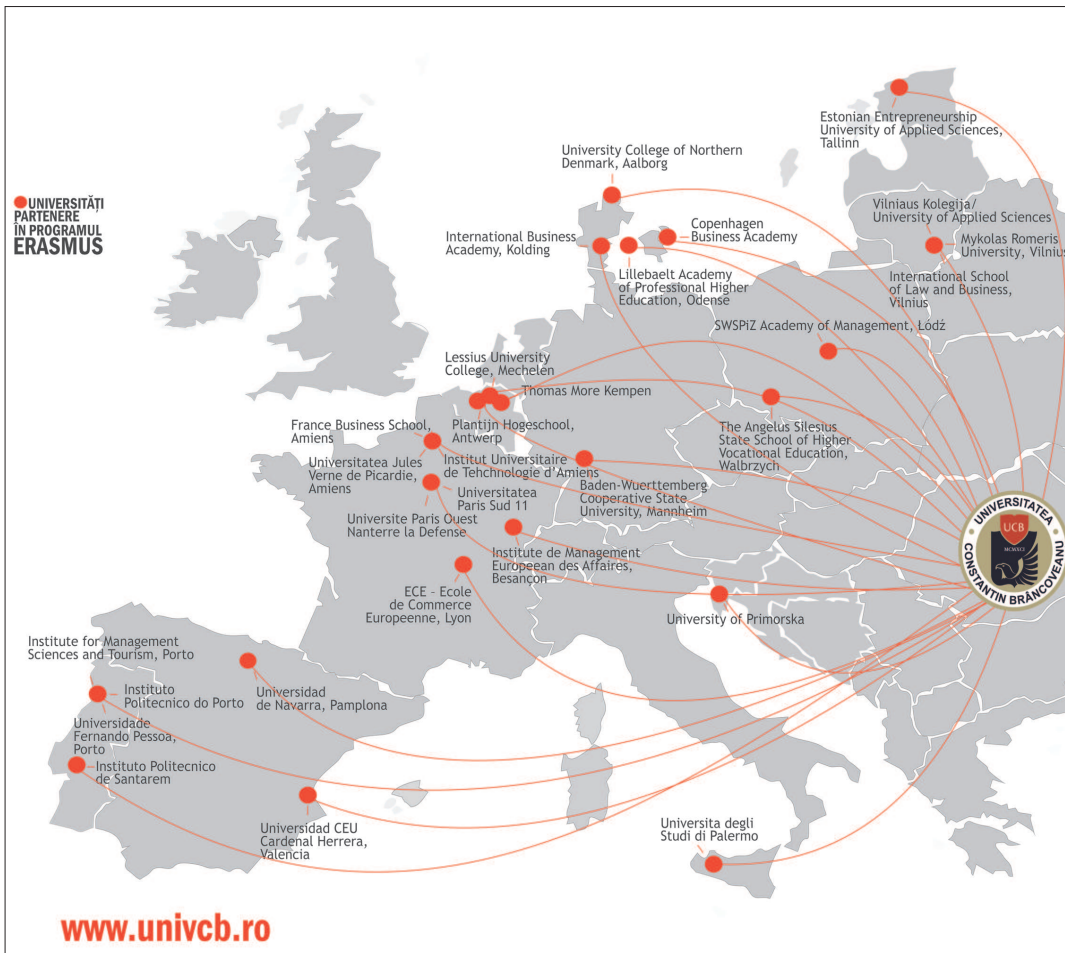 UNIVERSITĂȚI
PARTENERE
ÎN PROGRAMUL
ERASMUS
Estonian Entrepreneurship
University of Applied Sciences,
Tallinn
University College of Northern
Denmark, Aalborg
Vilniaus Kolegija/
University of Applied Sciences
Mykolas Romeris
University, Vilnius
International School
of Law and Business,
Vilnius
International Business
Academy, Kolding
Copenhagen
Business Academy
Lillebaelt Academy
of Professional Higher
Education, Odense
SWSPiZ Academy of Management, Łódź
Lessius University
College, Mechelen
Thomas More Kempen
Plantijn Hogeschool,
Antwerp
France Business School,
Amiens
Institut Universitaire
de Tehchnologie d'Amiens
Universitatea Jules
Verne de Picardie,
Amiens
Universitatea
Paris Sud 11
Universite Paris Ouest
Nanterre la Defense
The Angelus Silesius
State School of Higher
Vocational Education,
Walbrzych
Baden-Wuerttemberg
Cooperative State
University, Mannheim
Institute de Management
Europeean des Affaires,
Besançon
ECE - Ecole
de Commerce
Europeenne, Lyon
University of Primorska
UNIVERSITATEA
CONSTANTIN BRÂNCOVEANU
UCB
MCMXCI
Institute for Management
Sciences and Tourism, Porto
Instituto
Politecnico do Porto
Universidade
Fernando Pessoa,
Porto
Universidad
de Navarra, Pamplona
Instituto Politecnico
de Santarem
Universidad CEU
Cardenal Herrera,
Valencia
Universita degli
Studi di Palermo
www.univcb.ro